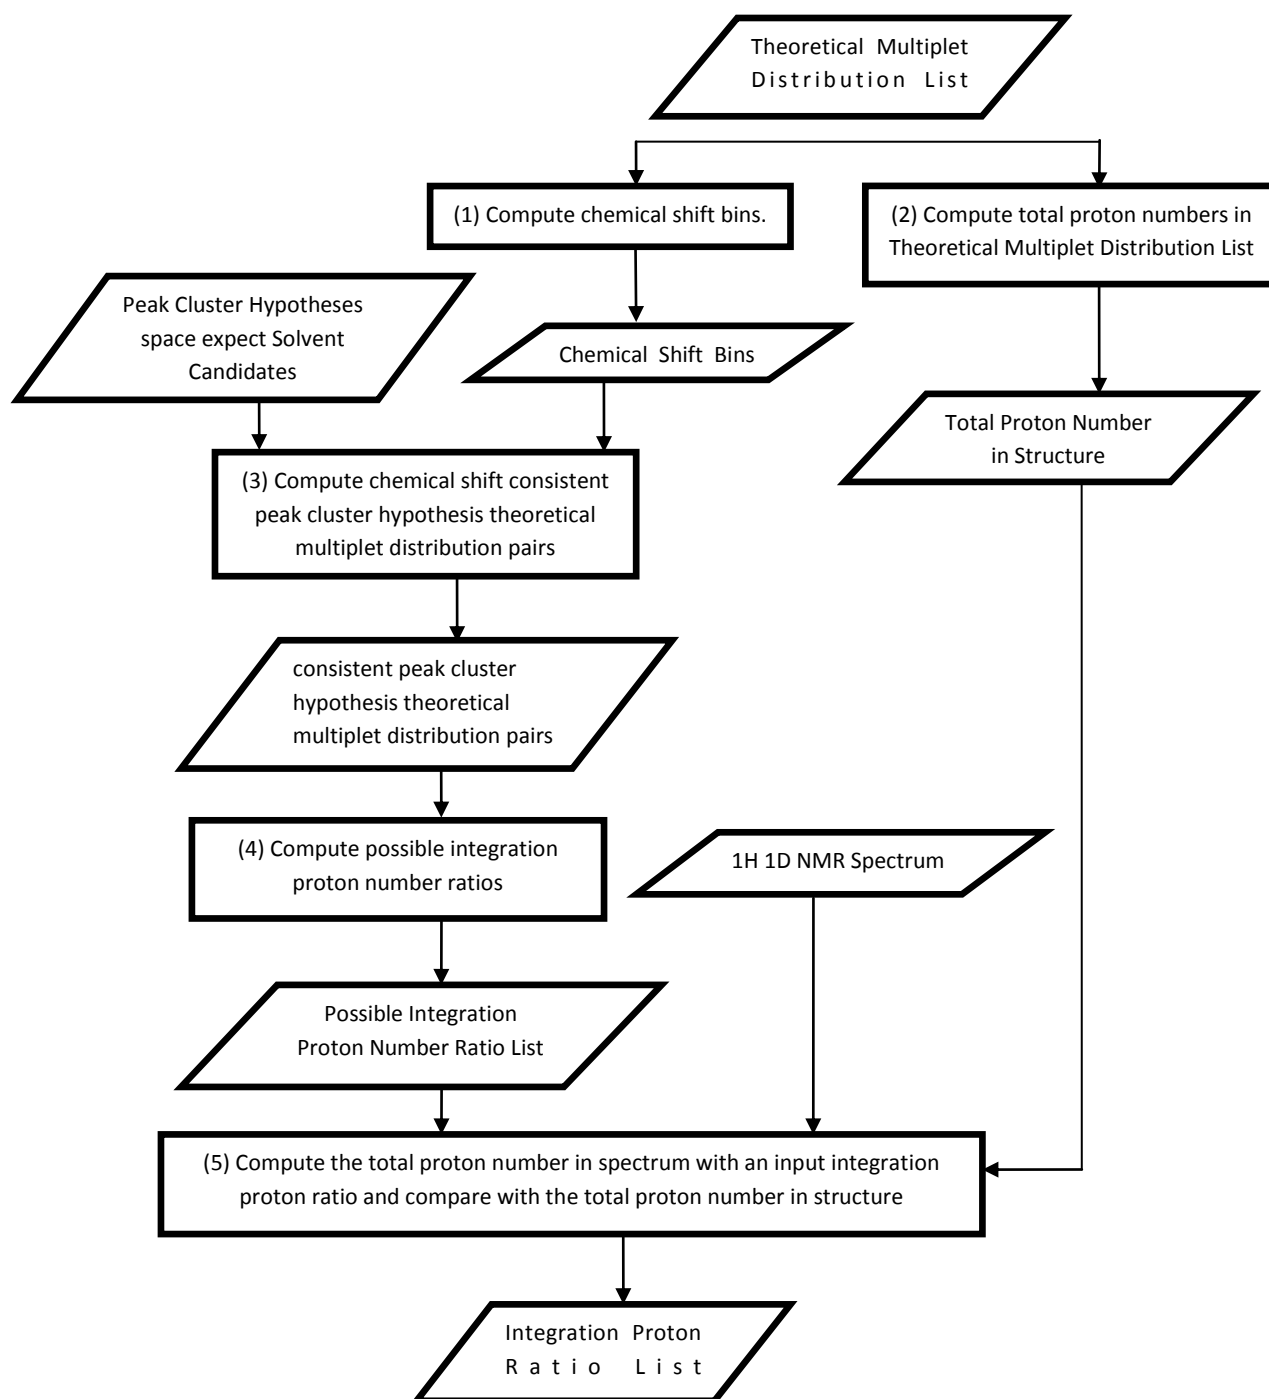 Theoretical Multiplet
Distribution List
(1) Compute chemical shift bins.
(2) Compute total proton numbers in
Theoretical Multiplet Distribution List
Peak Cluster Hypotheses
space expect Solvent
Candidates
Chemical Shift Bins
Total Proton Number
in Structure
(3) Compute chemical shift consistent
peak cluster hypothesis theoretical
multiplet distribution pairs
consistent peak cluster
hypothesis theoretical
multiplet distribution pairs
(4) Compute possible integration
proton number ratios
1H 1D NMR Spectrum
Possible Integration
Proton Number Ratio List
(5) Compute the total proton number in spectrum with an input integration
proton ratio and compare with the total proton number in structure
Integration Proton
Ratio List